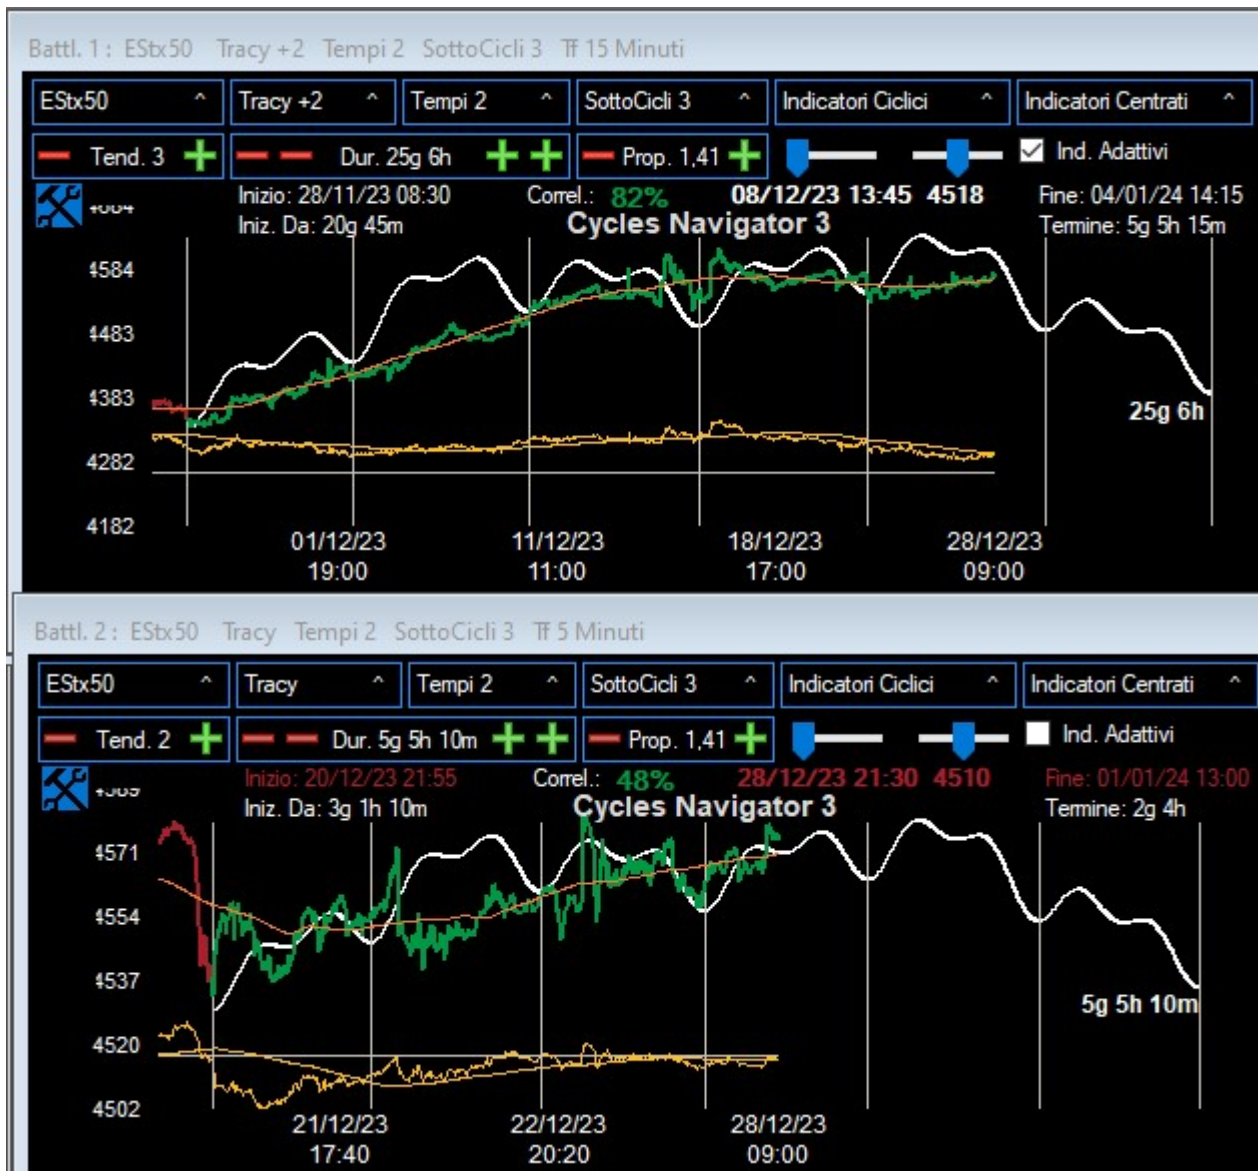 Battl. 1 : EStx50 Tracy +2 Tempi 2 SottoCicli 3 Tf 15 Minuti
EStx50 ^ Tracy +2 ^ Tempi 2 ^ SottoCicli 3 ^ Indicatori Ciclici ^ Indicatori Centrati ^
Tend. 3 Dur. 25g 6h Prop. 1,41 Ind. Adattivi
Inizio: 28/11/23 08:30 Correl.: 82% 08/12/23 13:45 4518 Fine: 04/01/24 14:15
Iniz. Da: 20g 45m Cycles Navigator 3 Termine: 5g 5h 15m
4584
4483
4383
25g 6h
4282
4182
01/12/23 11/12/23 18/12/23 28/12/23
19:00 11:00 17:00 09:00
Battl. 2 : EStx50 Tracy Tempi 2 SottoCicli 3 Tf 5 Minuti
EStx50 ^ Tracy ^ Tempi 2 ^ SottoCicli 3 ^ Indicatori Ciclici ^ Indicatori Centrati ^
Tend. 2 Dur. 5g 5h 10m Prop. 1,41 Ind. Adattivi
Inizio: 20/12/23 21:55 Correl.: 48% 28/12/23 21:30 4510 Fine: 01/01/24 13:00
Iniz. Da: 3g 1h 10m Cycles Navigator 3 Termine: 2g 4h
4571
4554
4537
5g 5h 10m
4520
4502
21/12/23 22/12/23 28/12/23
17:40 20:20 09:00